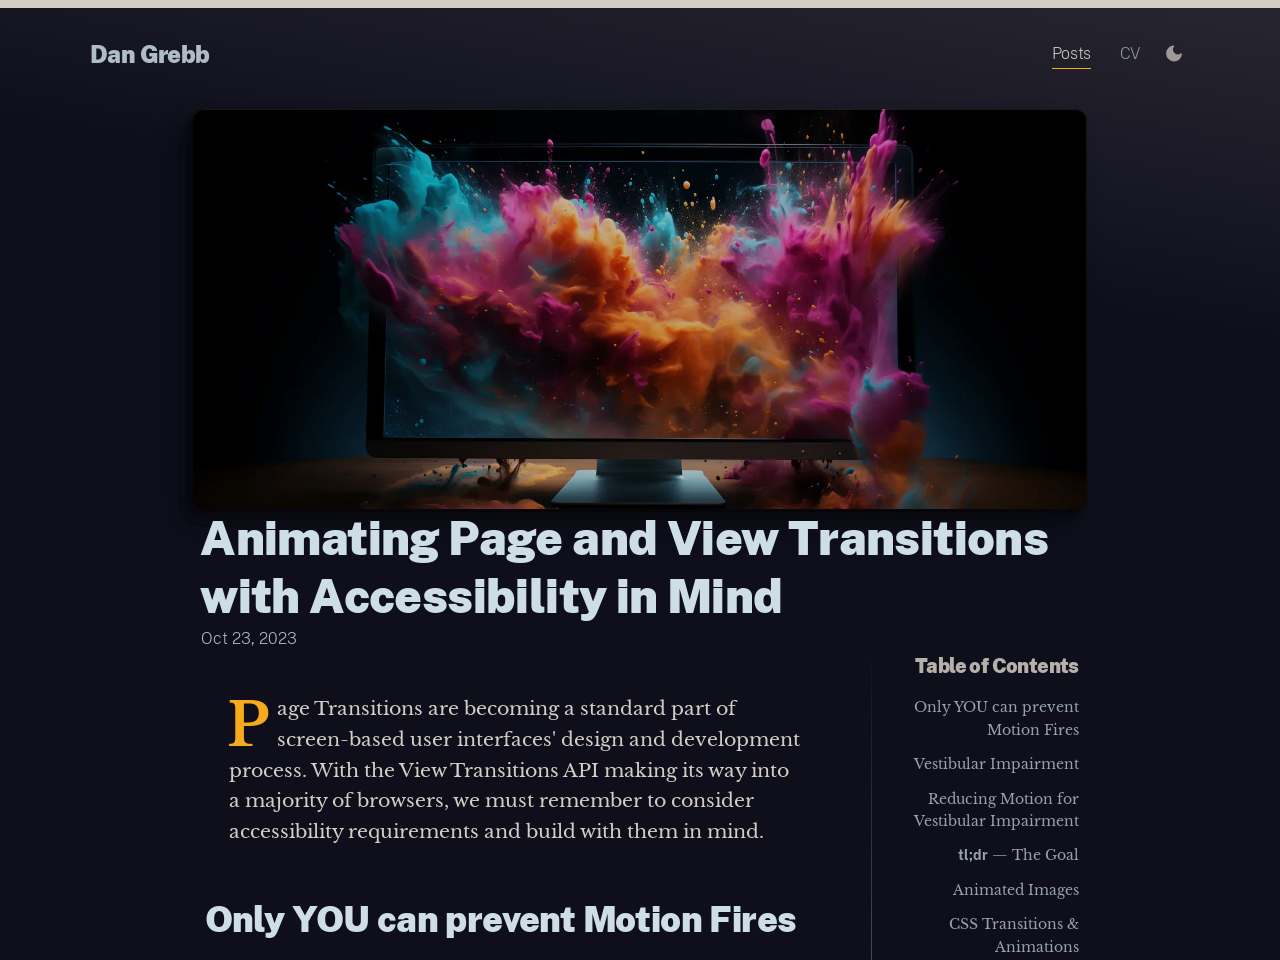 Dan Grebb
Posts
CV
Animating Page and View Transitions
with Accessibility in Mind
Oct 23, 2023
Page Transitions are becoming a standard part of
screen-based user interfaces' design and development
process. With the View Transitions API making its way into
a majority of browsers, we must remember to consider
accessibility requirements and build with them in mind.
Only YOU can prevent Motion Fires
Table of Contents
Only YOU can prevent
Motion Fires
Vestibular Impairment
Reducing Motion for
Vestibular Impairment
tl;dr — The Goal
Animated Images
CSS Transitions &
Animations